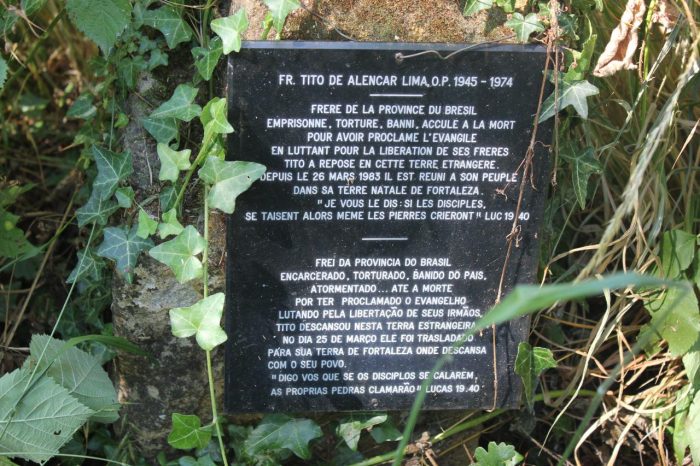 FR. TITO DE ALENCAR LIMA, O.P. 1945 - 1974
FRERE DE LA PROVINCE DU BRESIL
EMPRISONNE, TORTURE, BANNI, ACCULE A LA MORT
POUR AVOIR PROCLAME L'EVANGILE
EN LUTTANT POUR LA LIBERATION DE SES FRERES
TITO A REPOSE EN CETTE TERRE ETRANGERE.
DEPUIS LE 26 MARS 1983 IL EST REUNI A SON PEUPLE
DANS SA TERRE NATALE DE FORTALEZA.
"JE VOUS LE DIS : SI LES DISCIPLES,
SE TAISENT ALORS MEME LES PIERRES CRIERONT" LUC 19.40
FREI DA PROVINCIA DO BRASIL
ENCARCERADO, TORTURADO, BANIDO DO PAIS,
ATORMENTADO... ATE A MORTE
POR TER PROCLAMADO O EVANGELHO
LUTANDO PELA LIBERTAÇÃO DE SEUS IRMÃOS,
TITO DESCANSOU NESTA TERRA ESTRANGEIRA
NO DIA 25 DE MARÇO ELE FOI TRASLADADO
PARA SUA TERRA DE FORTALEZA ONDE DESCANSA
COM O SEU POVO.
"DIGO VOS QUE SE OS DISCIPLOS SE CALAREM,
AS PROPRIAS PEDRAS CLAMARÃO" LUCAS 19.40